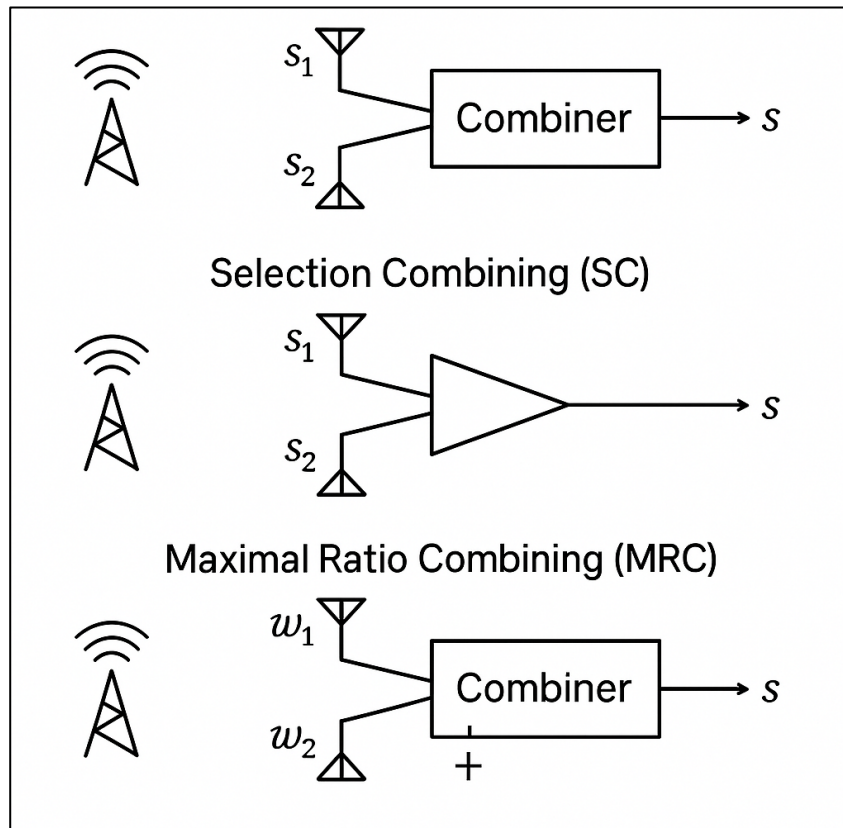 s₁
Combiner
s
s₂
Selection Combining (SC)
s₁
s
s₂
Maximal Ratio Combining (MRC)
w₁
Combiner
s
w₂
+